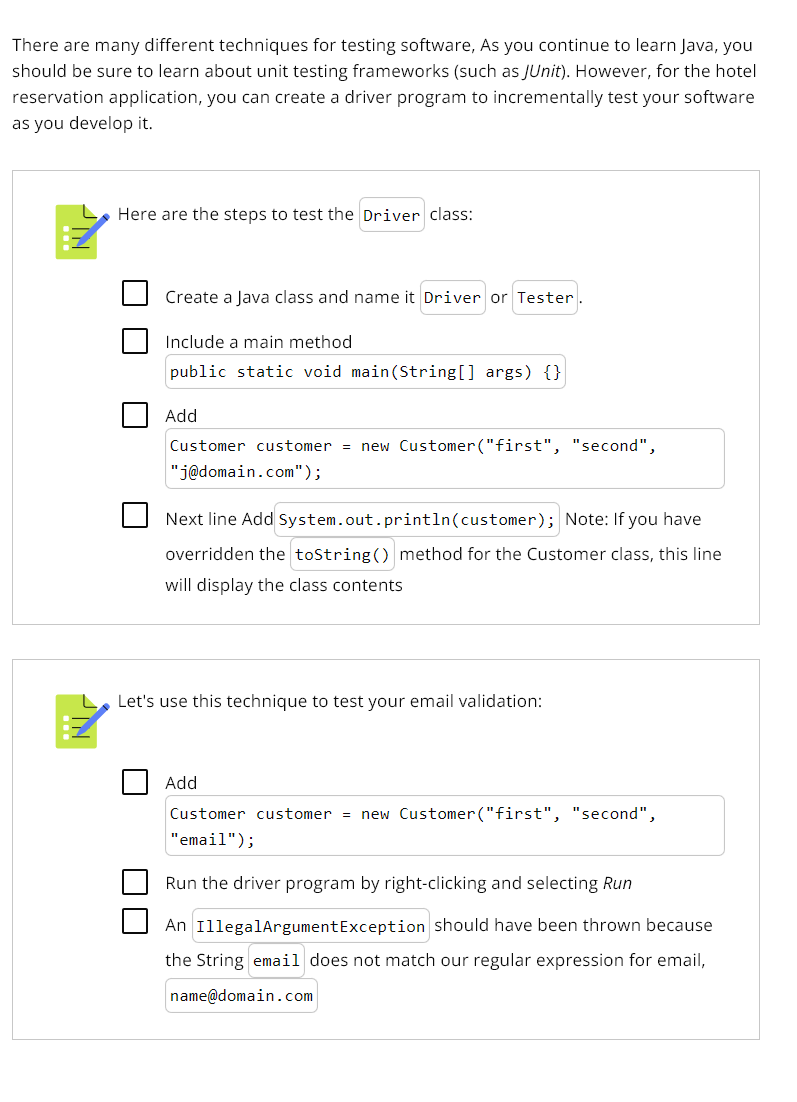 There are many different techniques for testing software, As you continue to learn Java, you
should be sure to learn about unit testing frameworks (such as JUnit). However, for the hotel
reservation application, you can create a driver program to incrementally test your software
as you develop it.
Here are the steps to test the Driver class:
Create a Java class and name it Driver or Tester.
Include a main method
public static void main(String[] args) {}
Add
Customer customer = new Customer("first", "second",
"j@domain.com");
Next line Add System.out.println(customer); Note: If you have
overridden the toString() method for the Customer class, this line
will display the class contents
Let's use this technique to test your email validation:
Add
Customer customer = new Customer("first", "second",
"email");
Run the driver program by right-clicking and selecting Run
An IllegalArgumentException should have been thrown because
the String email does not match our regular expression for email,
name@domain.com